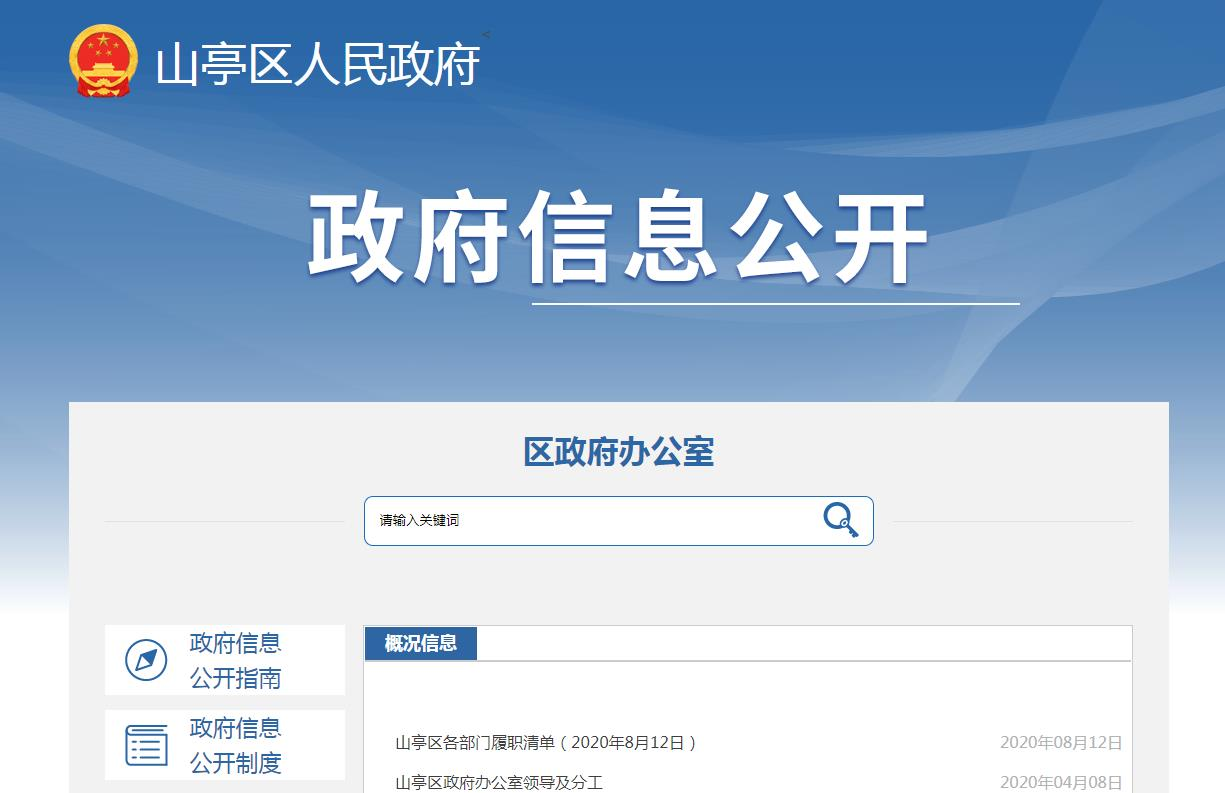 山亭区人民政府
<
政府信息公开
区政府办公室
请输入关键词
政府信息
公开指南
政府信息
公开制度
概况信息
山亭区各部门履职清单（2020年8月12日） 2020年08月12日
山亭区政府办公室领导及分工 2020年04月08日